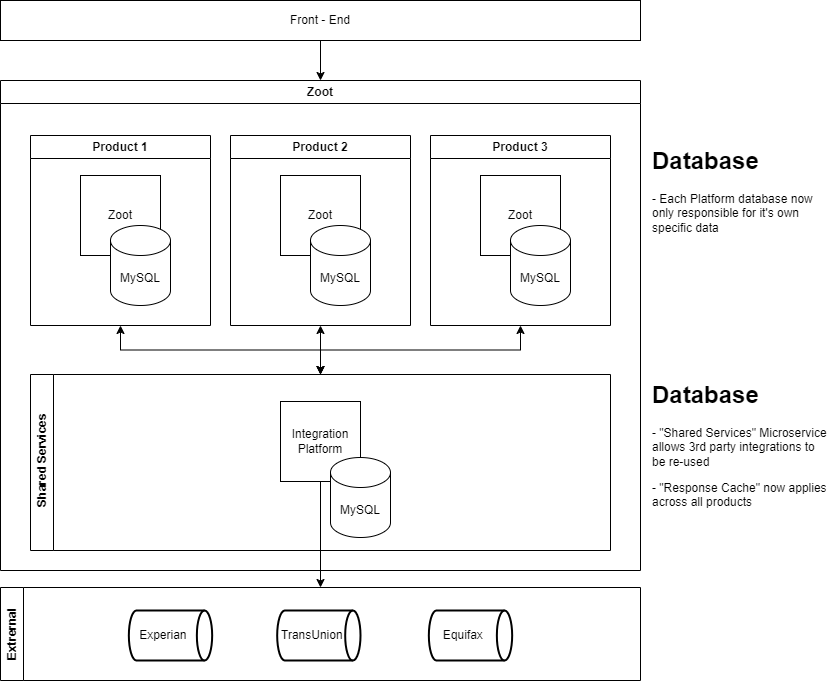 Front - End
Zoot
Product 1
Product 2
Product 3
Zoot
MySQL
Zoot
MySQL
Zoot
MySQL
Database
- Each Platform database now
only responsible for it's own
specific data
Shared Services
Integration
Platform
MySQL
Database
- "Shared Services" Microservice
allows 3rd party integrations to
be re-used
- "Response Cache" now applies
across all products
Extrernal
Experian
TransUnion
Equifax